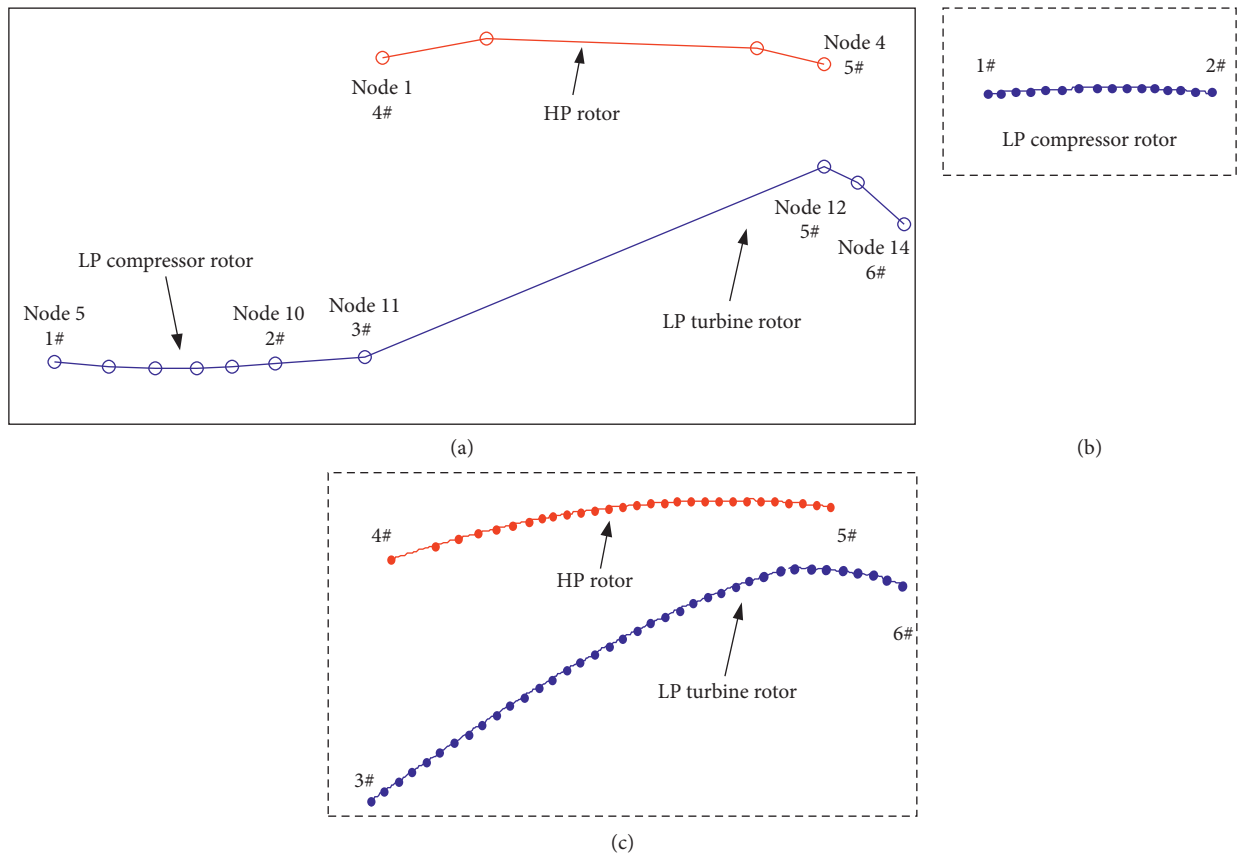 Node 1
4#
HP rotor
Node 4
5#
Node 12
5#
Node 14
6#
LP compressor rotor
LP turbine rotor
Node 5
1#
Node 10
2#
Node 11
3#
(a)
1#
2#
LP compressor rotor
(b)
4#
5#
HP rotor
6#
LP turbine rotor
3#
(c)